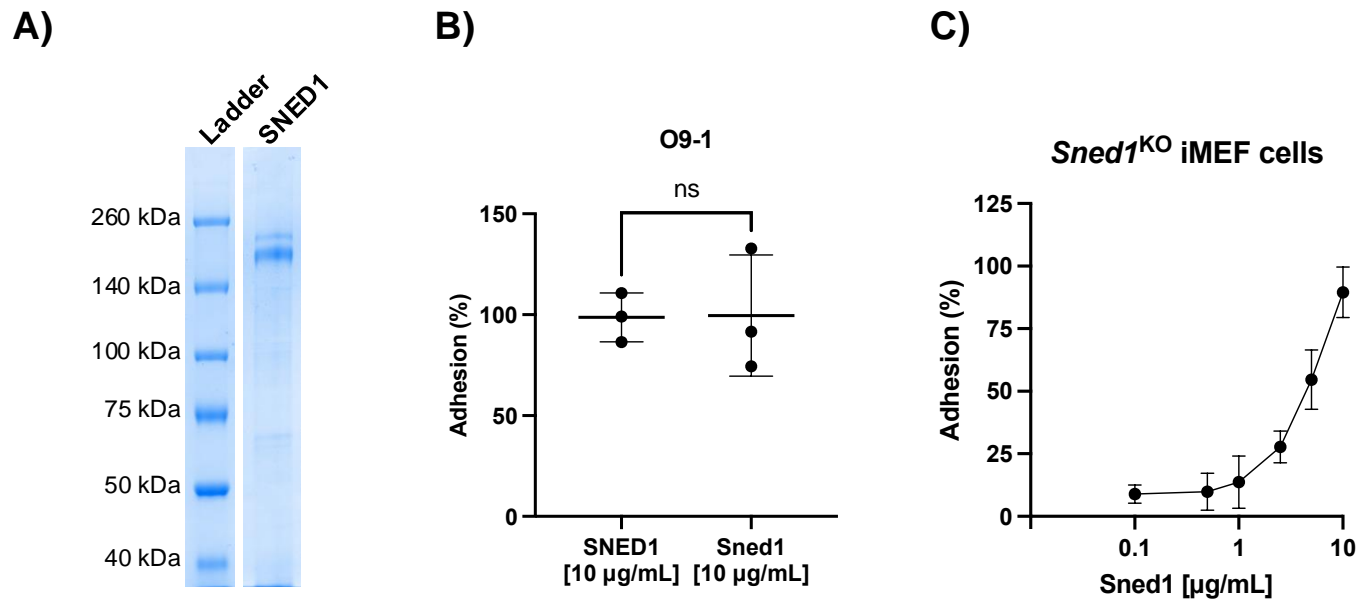 A)
Ladder
SNED1
260 kDa
140 kDa
100 kDa
75 kDa
50 kDa
40 kDa
B)
O9-1
ns
Adhesion (%)
150
100
50
0
SNED1 Sned1
[10 µg/mL] [10 µg/mL]
C)
Sned1KO iMEF cells
Adhesion (%)
125
100
75
50
25
0
0.1 1 10
Sned1 [µg/mL]